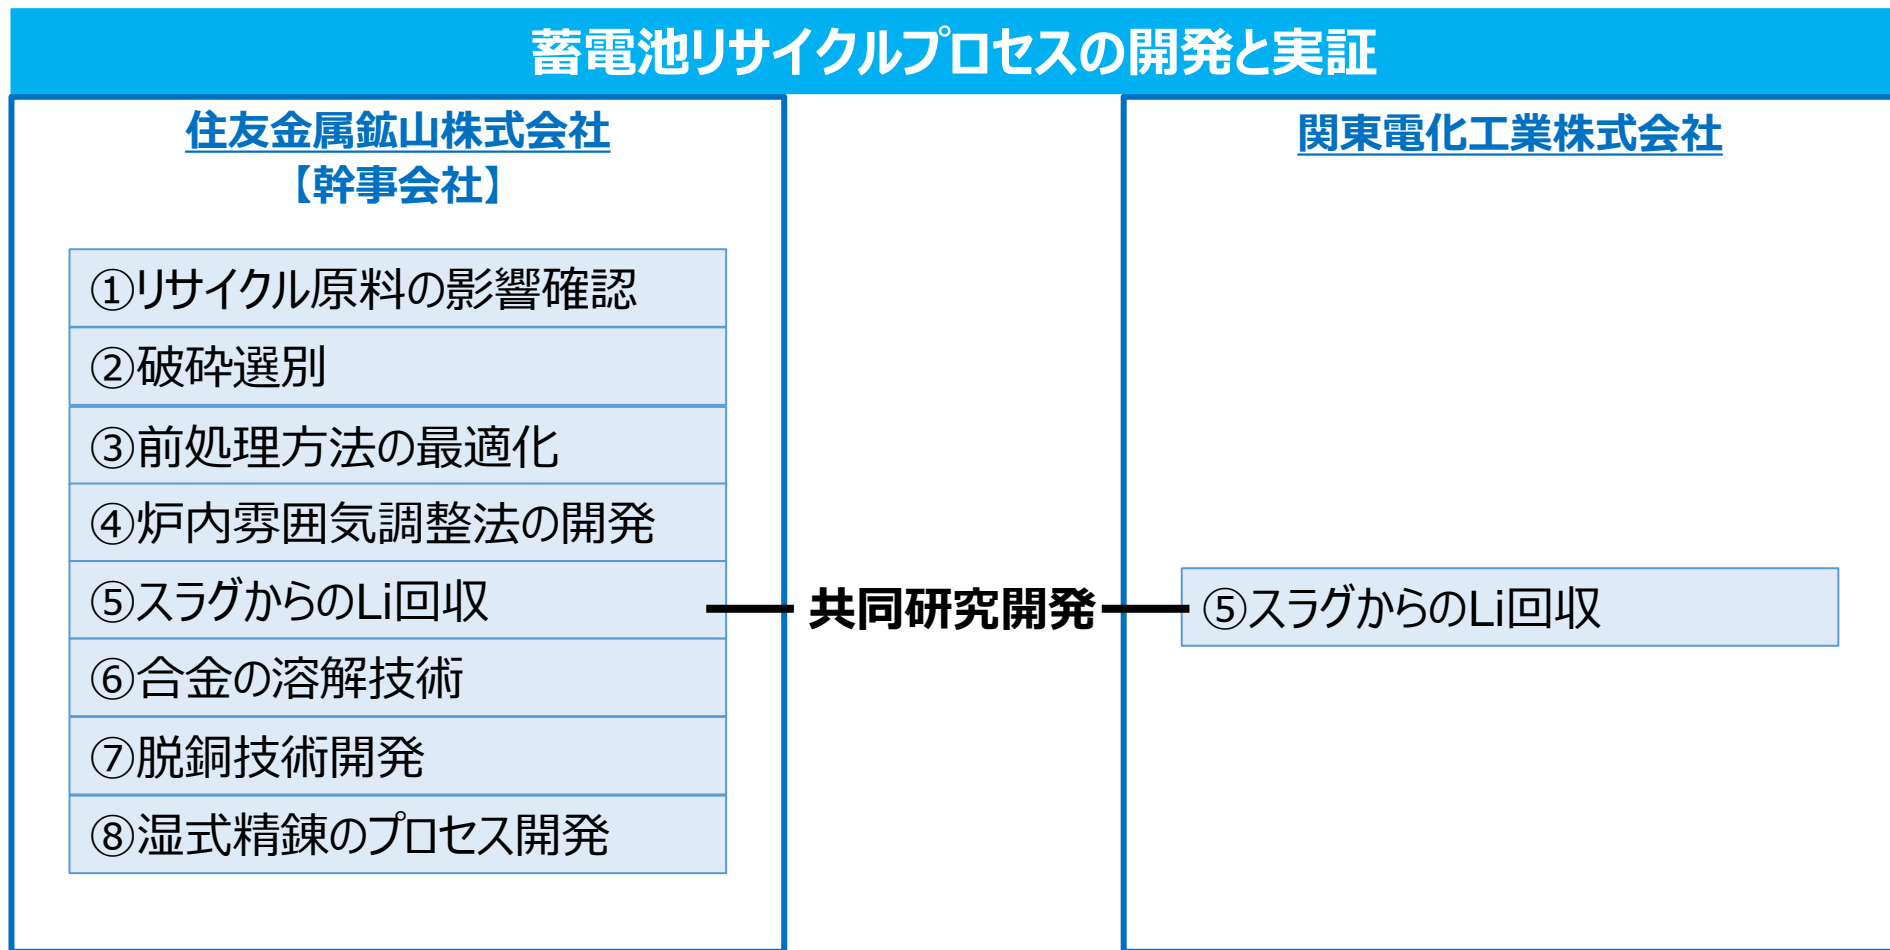 蓄電池リサイクルプロセスの開発と実証
住友金属鉱山株式会社
【幹事会社】
①リサイクル原料の影響確認
②破砕選別
③前処理方法の最適化
④炉内雰囲気調整法の開発
⑤スラグからのLi回収
⑥合金の溶解技術
⑦脱銅技術開発
⑧湿式精錬のプロセス開発
共同研究開発
関東電化工業株式会社
⑤スラグからのLi回収